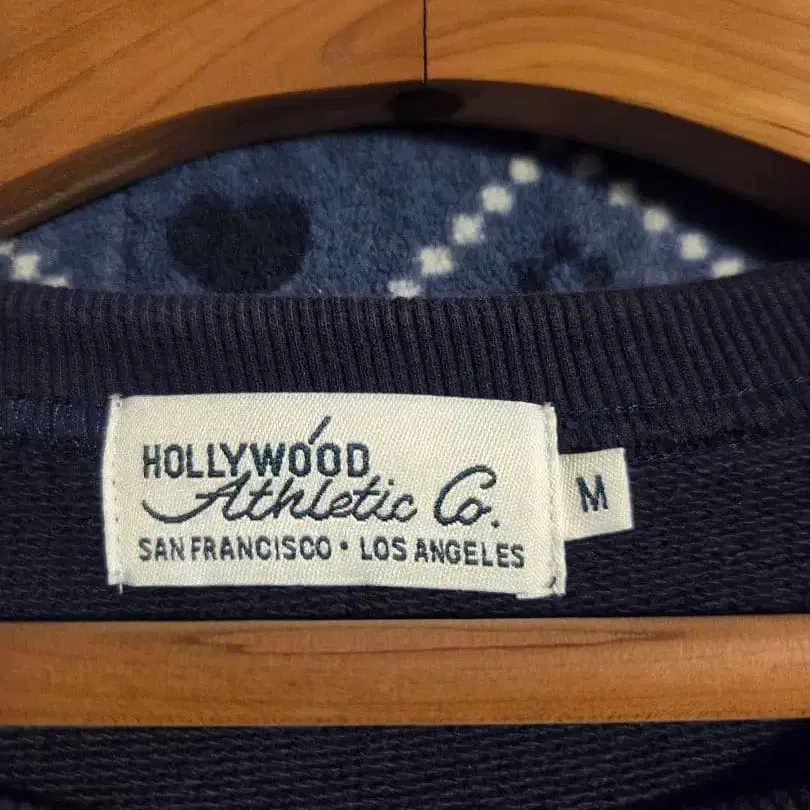 HOLLYWOOD
Athletic Co.
SAN FRANCISCO • LOS ANGELES
M